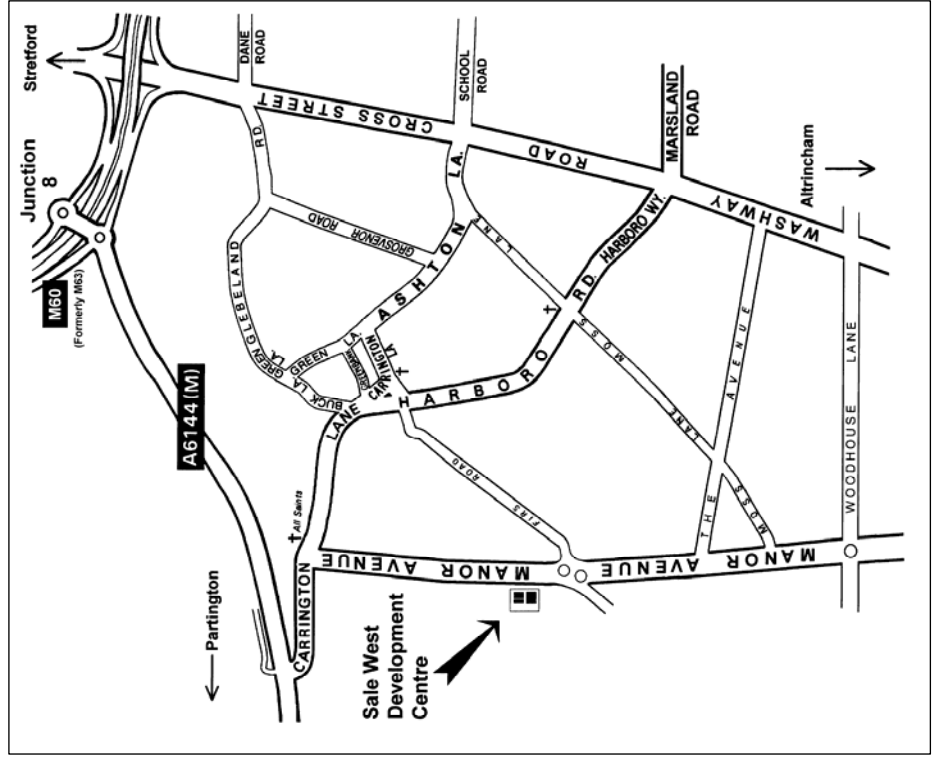 Stretford
Junction
8
M60
(Formerly M63)
DANE
ROAD
SCHOOL
ROAD
MARSLAND
ROAD
Altrincham
CROSS STREET
WASHWAY ROAD
GLEBELAND RD.
GROSVENOR ROAD
ASHTON LA.
GREEN LA.
GREEN LA.
BUCK LA.
GREENBANK
CARRINGTON LA
HARBORO RD.
HARBORO WY.
MOSS LANE
MOSS LANE
THE AVENUE
WOODHOUSE LANE
A6144(M)
Partington
All Saints
CARRINGTON LANE
FIRS ROAD
MANOR AVENUE
MANOR AVENUE
Sale West
Development
Centre